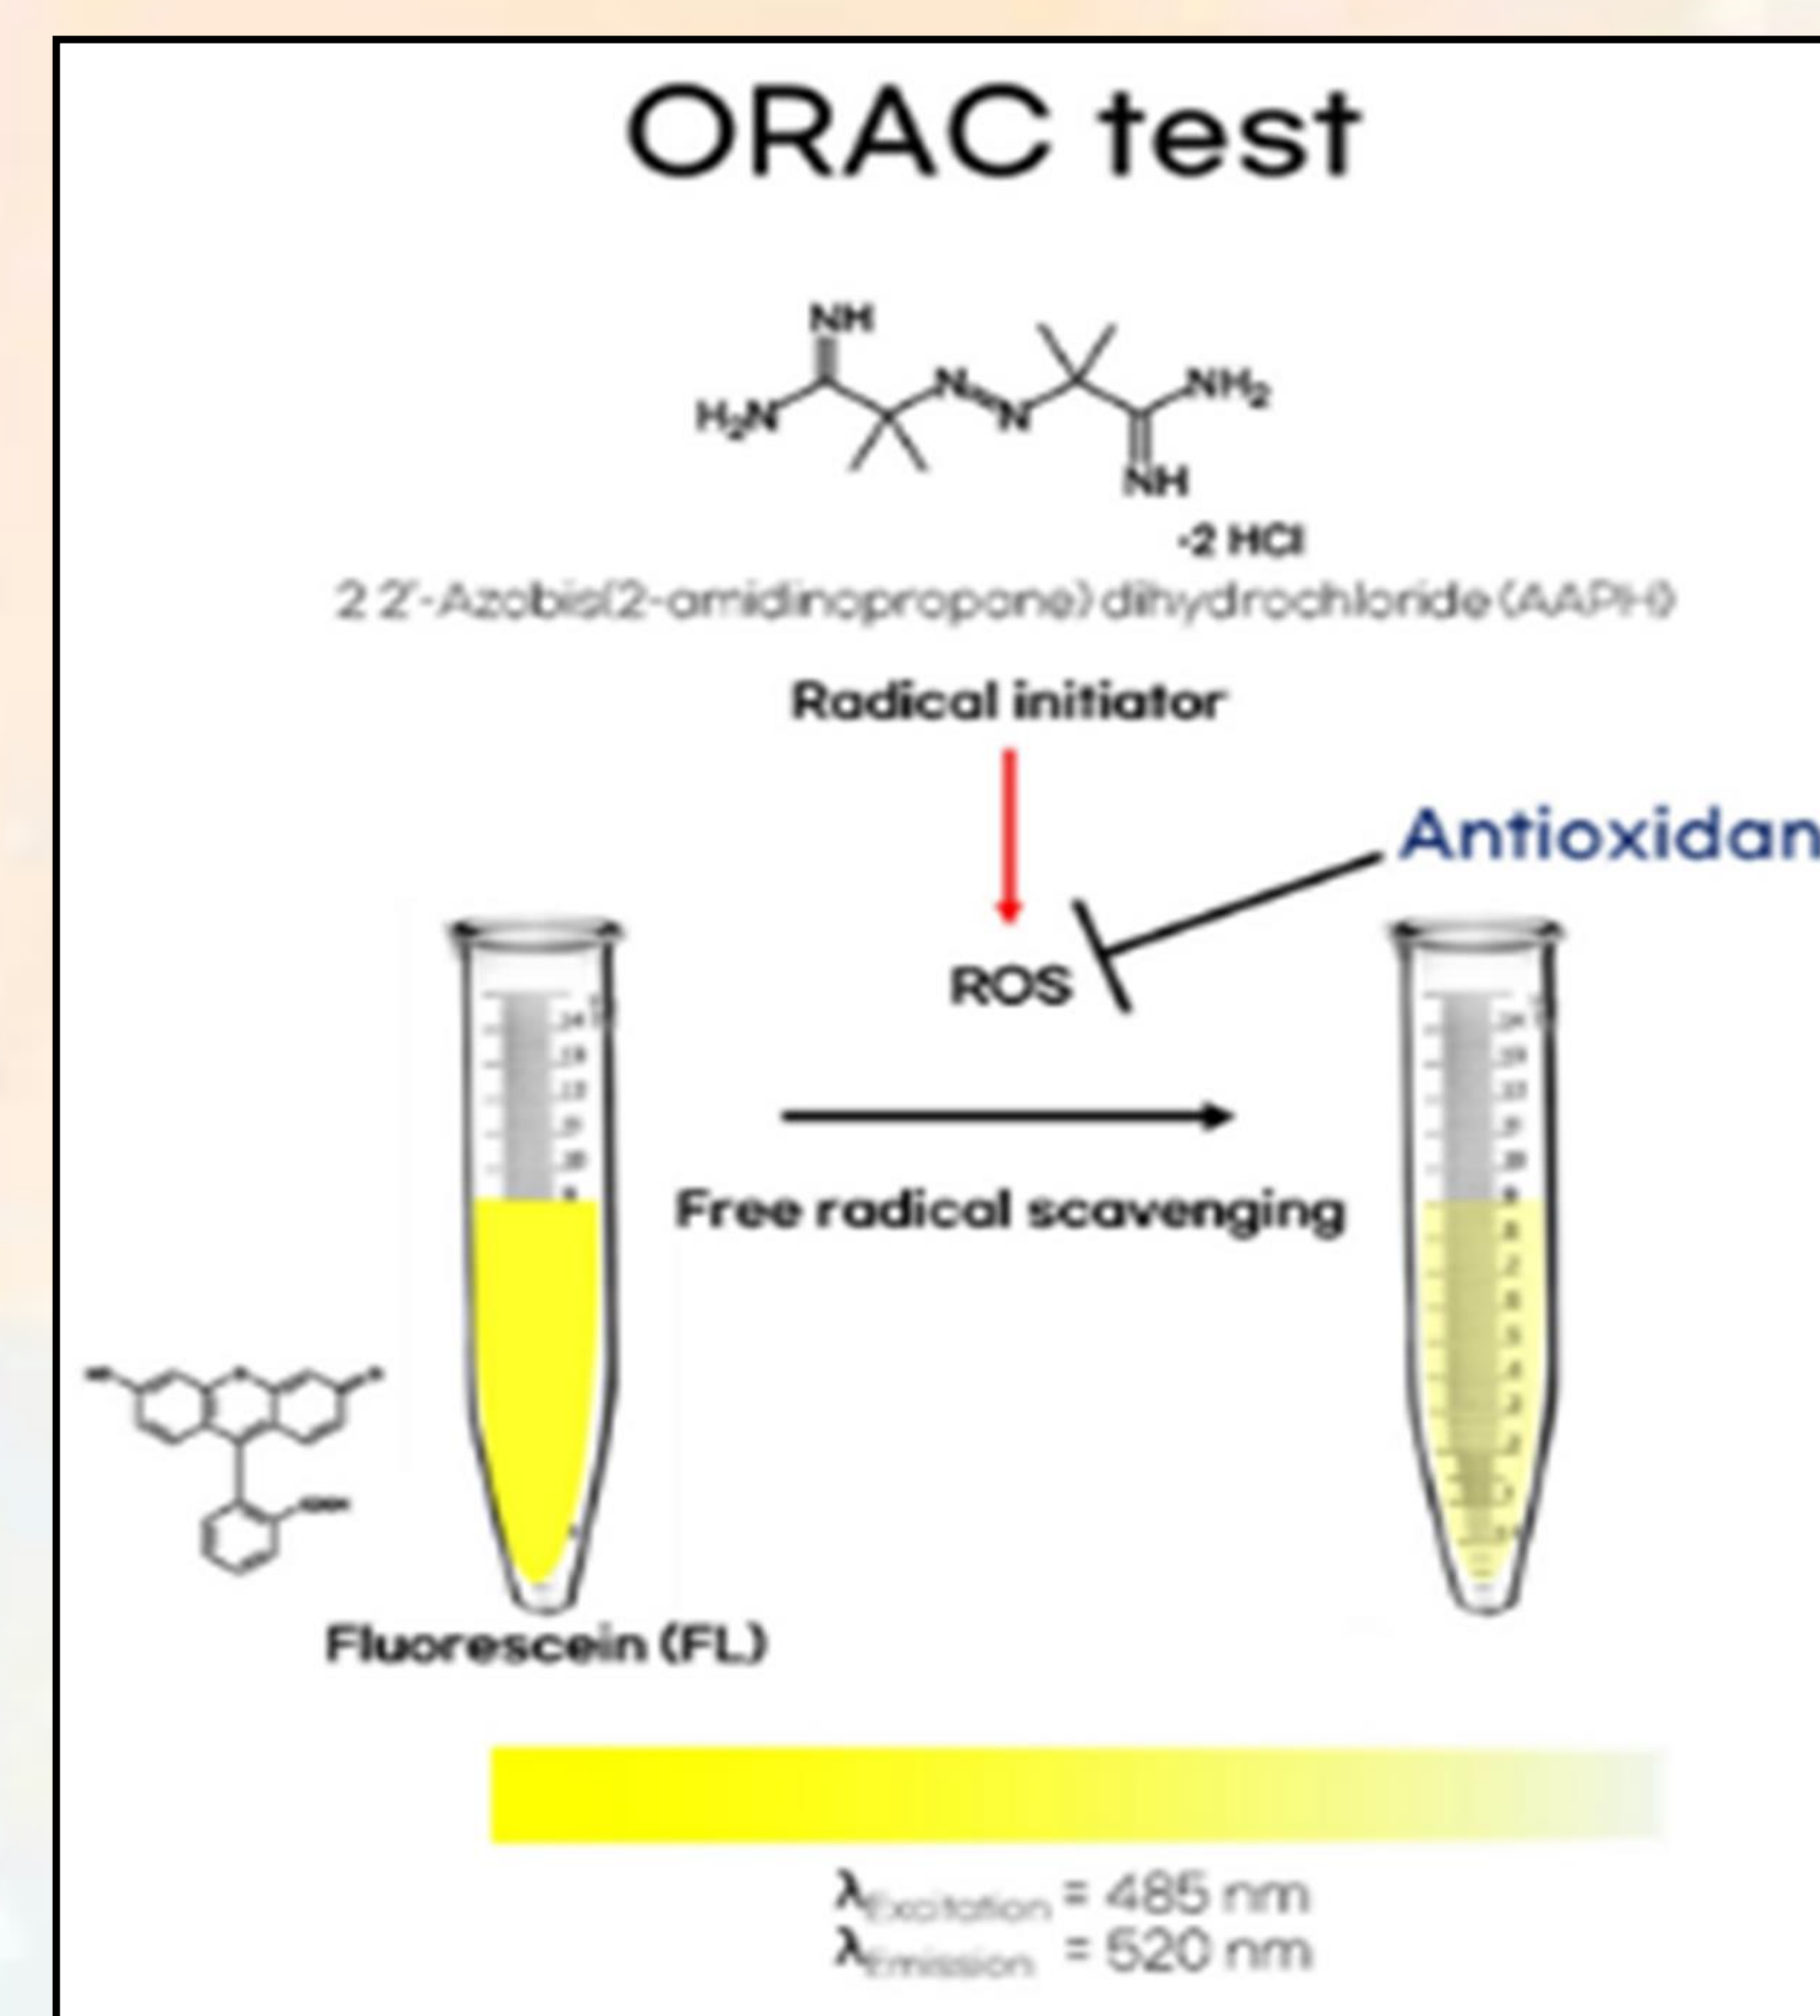 ORAC test
NH
H₂N
N
N
NH₂
NH
·2 HCl
2 2'-Azobis(2-amidinopropane) dihydrochloride (AAPH)
Radical initiator
Antioxidan
ROS
Free radical scavenging
Fluorescein (FL)
λExcitation = 485 nm
λEmission = 520 nm